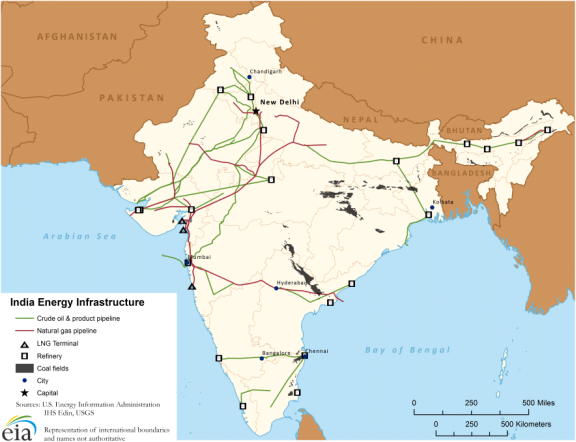 AFGHANISTAN
CHINA
Chandigarh
PAKISTAN
New Delhi
NEPAL
BHUTAN
BANGLADESH
Kolkata
Arabian Sea
Mumbai
Hyderabad
India Energy Infrastructure
Crude oil & product pipeline
Natural gas pipeline
LNG Terminal
Refinery
Coal fields
City
Capital
Bangalore
Chennai
Bay of Bengal
Sources: U.S. Energy Information Administration
IHS Edin, USGS
eia
Representation of international boundaries
and names not authoritative
0 250 500 Miles
0 250 500 Kilometers